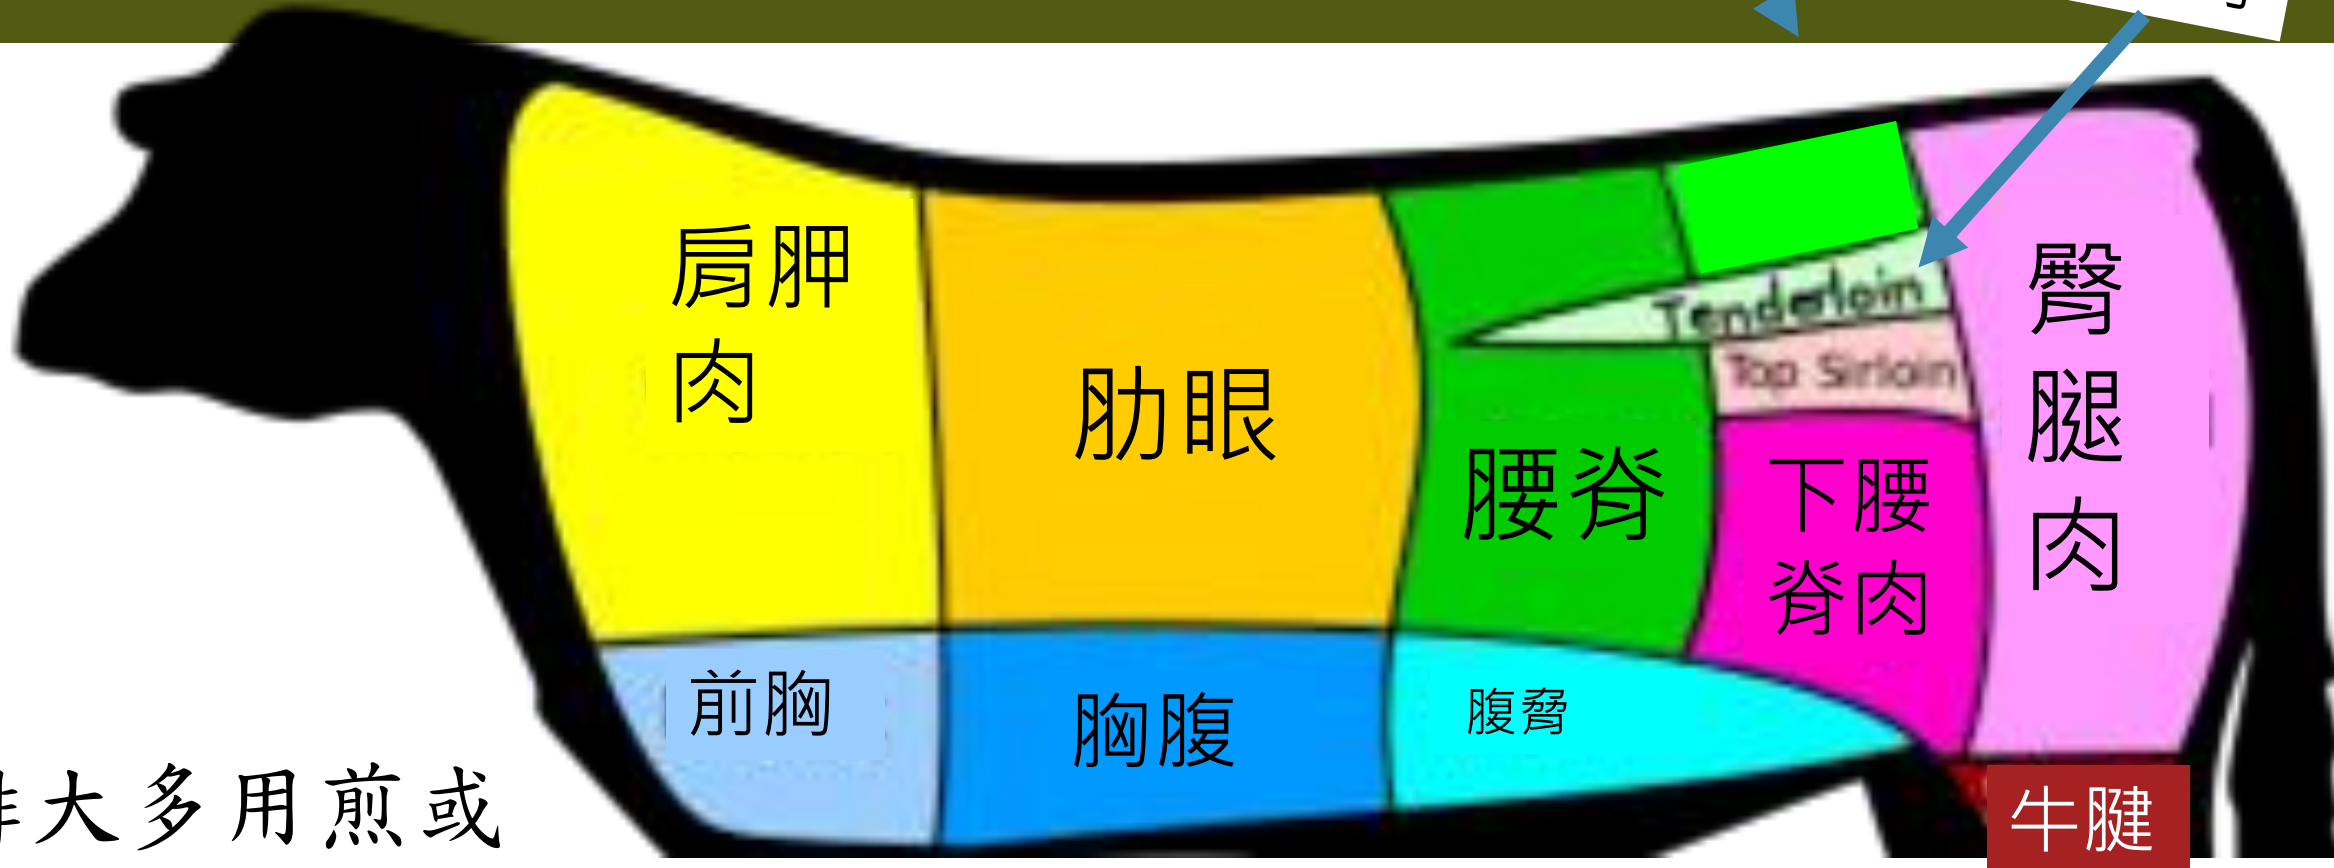 肩胛
肉
肋眼
腰脊
Tenderloin
Top Sirloin
下腰
脊肉
臀
腿
肉
前胸
胸腹
腹脅
牛腱
大多用煎或